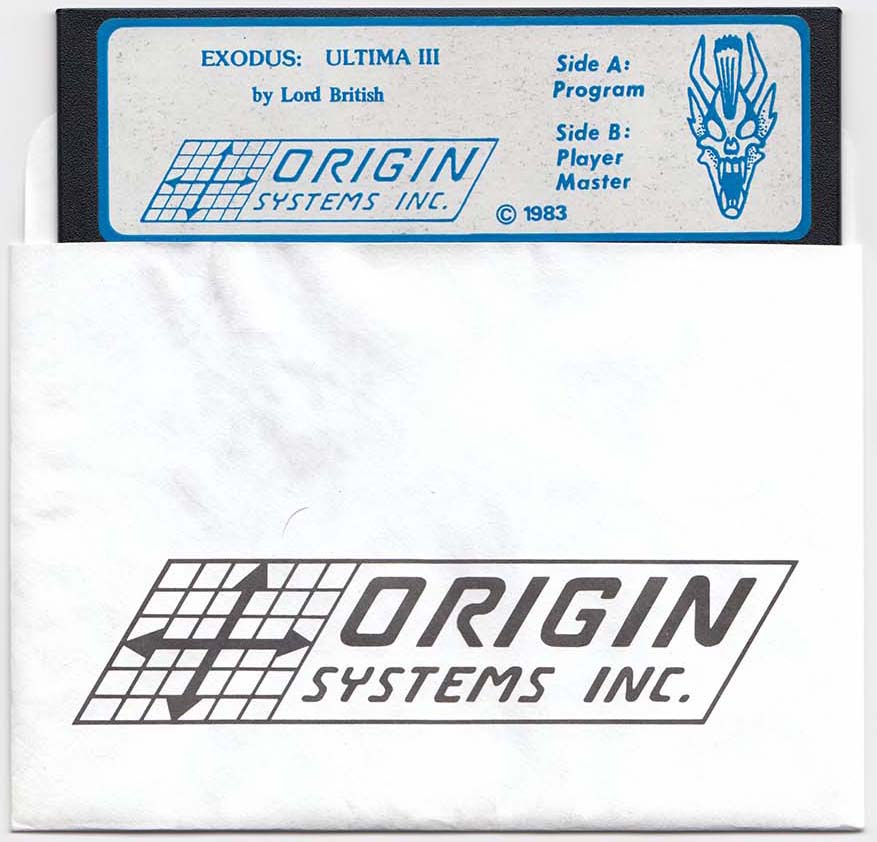 EXODUS: ULTIMA III
by Lord British
ORIGIN
SYSTEMS INC.
Side A:
Program
Side B:
Player
Master
© 1983
ORIGIN
SYSTEMS INC.